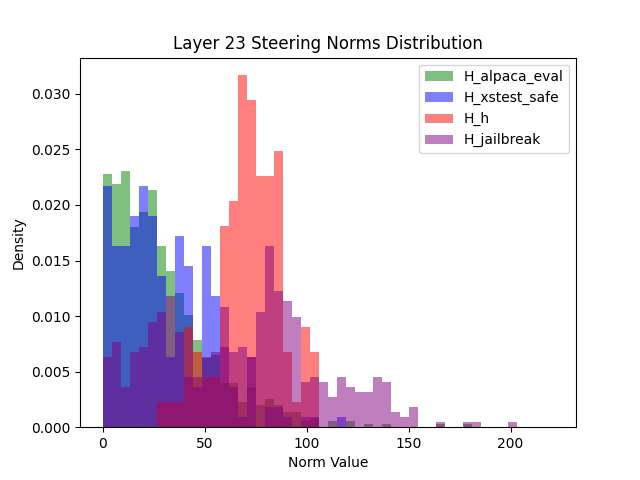 Layer 23 Steering Norms Distribution
H_alpaca_eval
H_xstest_safe
H_h
H_jailbreak
Density
0.030
0.025
0.020
0.015
0.010
0.005
0.000
0 50 100 150 200
Norm Value